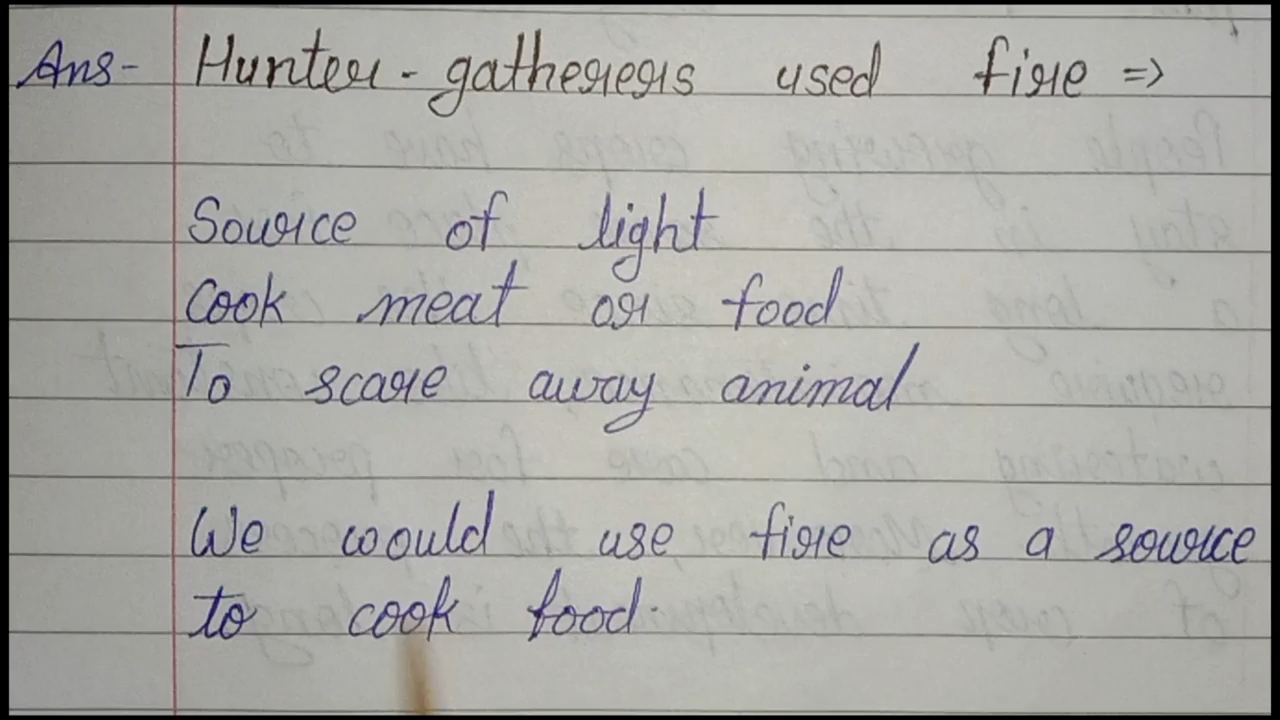 Ans- Hunter-gatherers used fire =>
Source of light
Cook meat or food
To scare away animal
We would use fire as a source
to cook food.